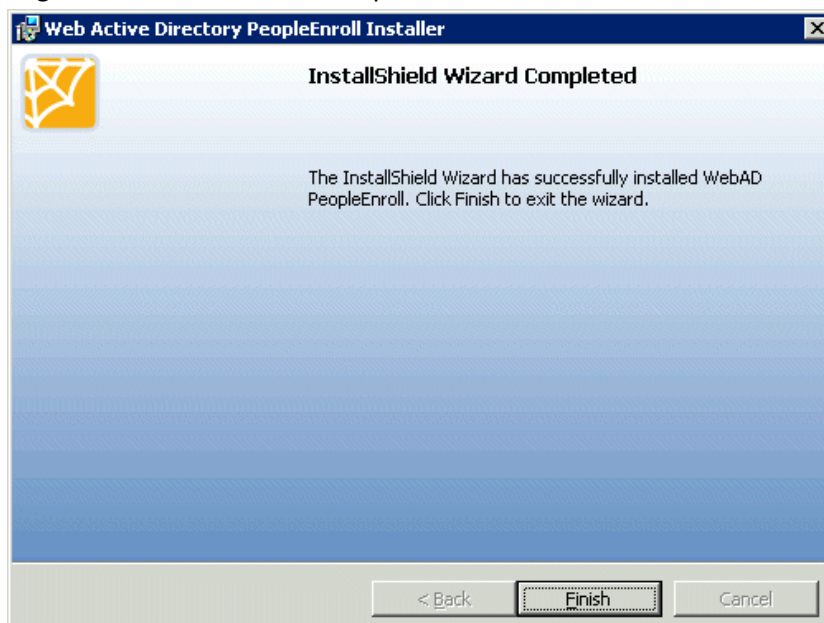 Web Active Directory PeopleEnroll Installer
InstallShield Wizard Completed
The InstallShield Wizard has successfully installed WebAD
PeopleEnroll. Click Finish to exit the wizard.
< Back
Finish
Cancel